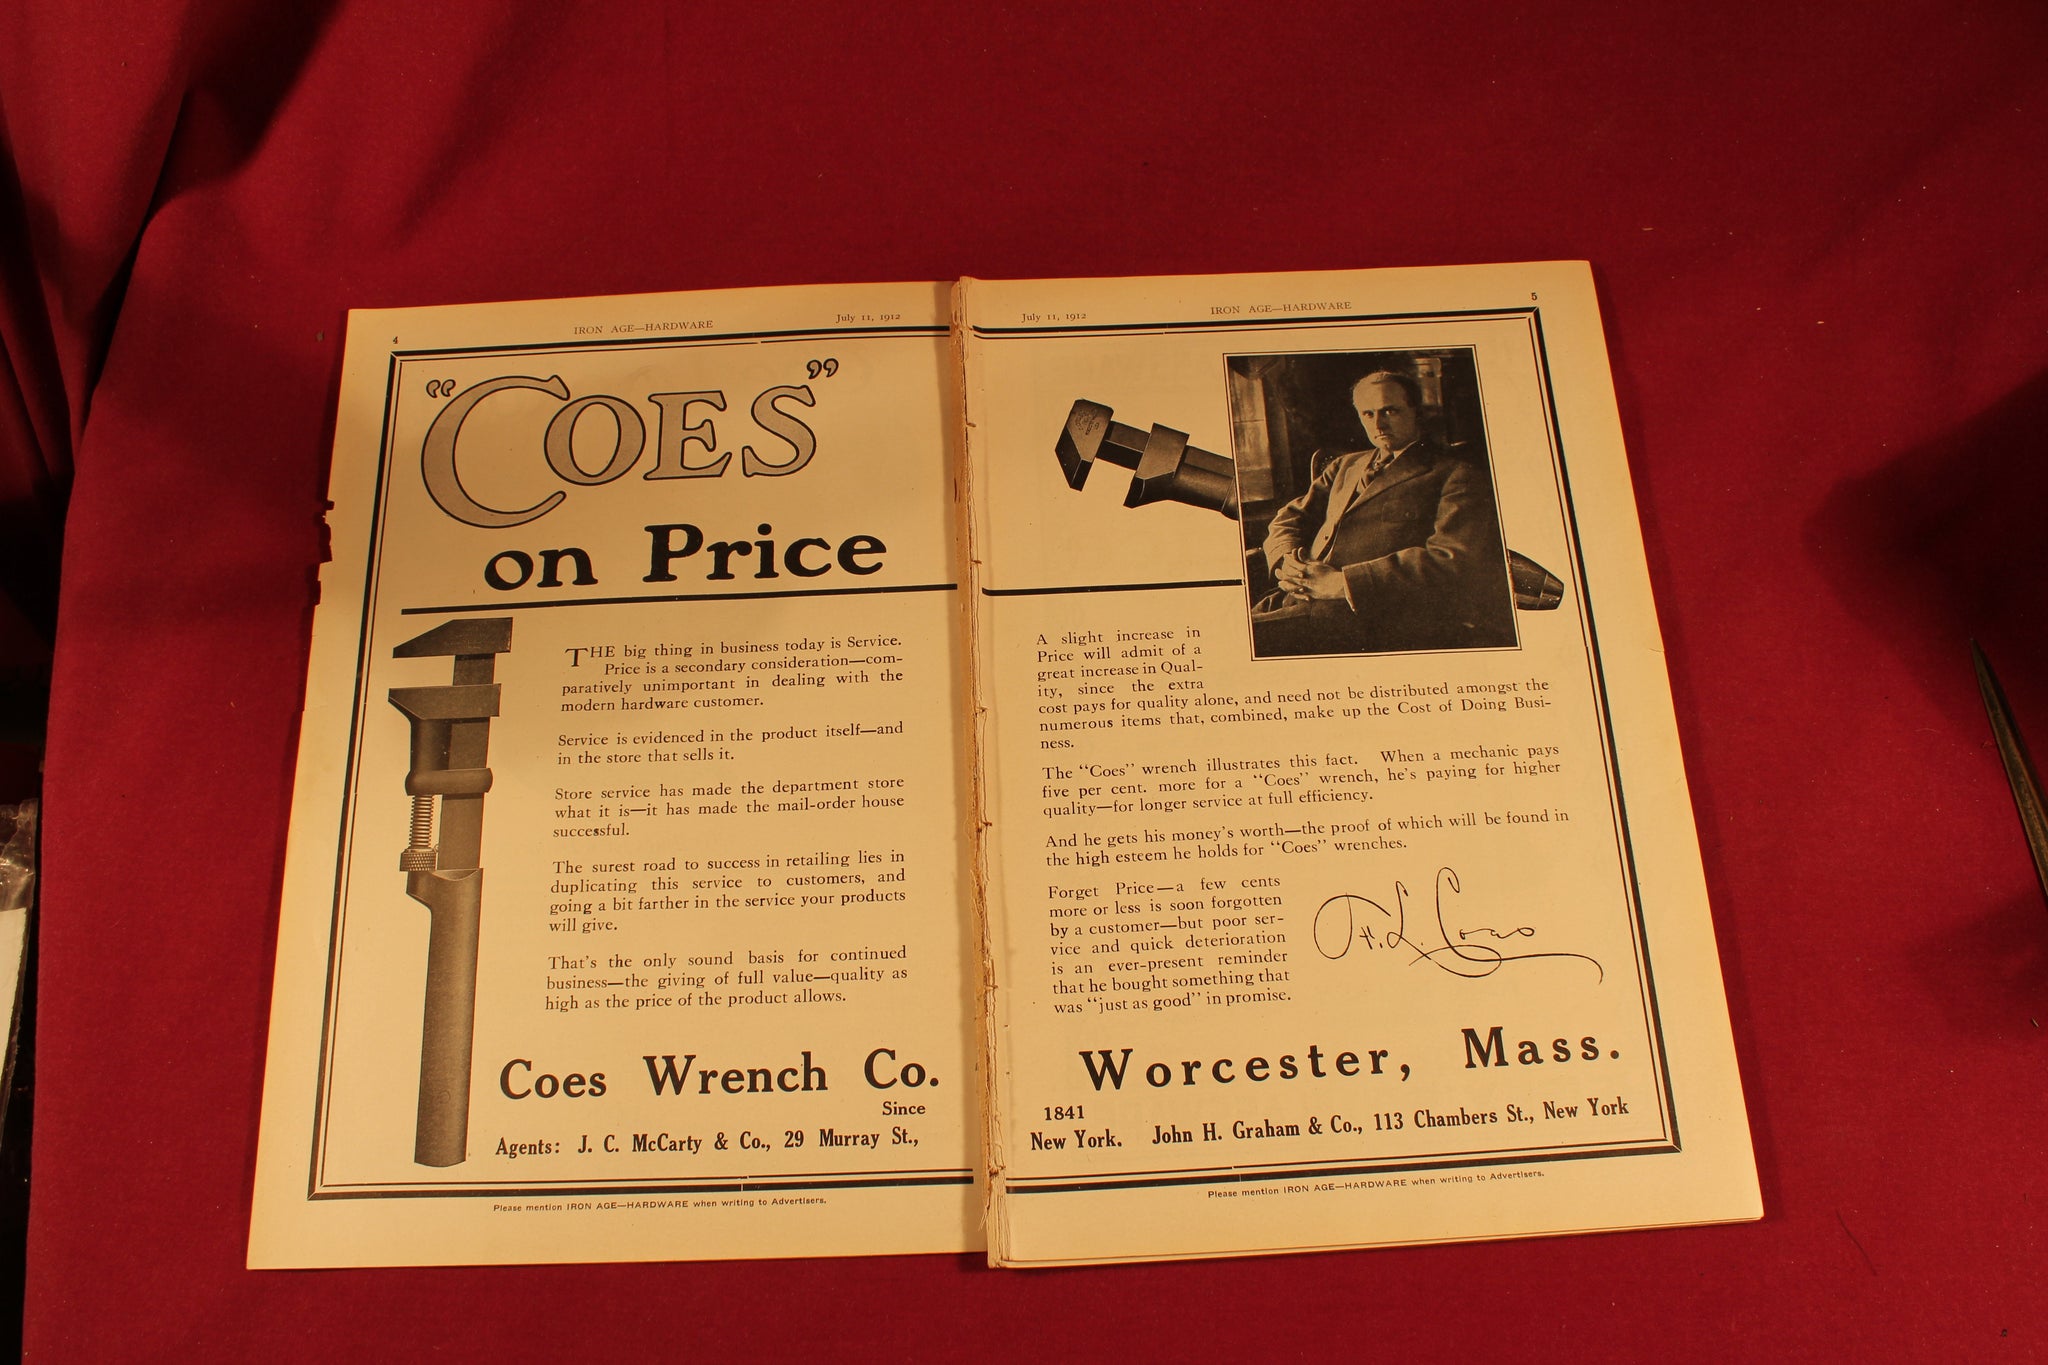 4
IRON AGE—HARDWARE
July 11, 1912
"COES"
on Price
THE big thing in business today is Service.
Price is a secondary consideration—com-
paratively unimportant in dealing with the
modern hardware customer.
Service is evidenced in the product itself—and
in the store that sells it.
Store service has made the department store
what it is—it has made the mail-order house
successful.
The surest road to success in retailing lies in
duplicating this service to customers, and
going a bit farther in the service your products
will give.
That's the only sound basis for continued
business—the giving of full value—quality as
high as the price of the product allows.
Coes Wrench Co.
Since
Agents: J. C. McCarty & Co., 29 Murray St.,
Please mention IRON AGE—HARDWARE when writing to Advertisers.
July 11, 1912
IRON AGE—HARDWARE
5
A slight increase in
Price will admit of a
great increase in Qual-
ity, since the extra
cost pays for quality alone, and need not be distributed amongst the
numerous items that, combined, make up the Cost of Doing Busi-
ness.
The "Coes" wrench illustrates this fact. When a mechanic pays
five per cent. more for a "Coes" wrench, he's paying for higher
quality—for longer service at full efficiency.
And he gets his money's worth—the proof of which will be found in
the high esteem he holds for "Coes" wrenches.
Forget Price—a few cents
more or less is soon forgotten
by a customer—but poor ser-
vice and quick deterioration
is an ever-present reminder
that he bought something that
was "just as good" in promise.
F. L. Coes
Worcester, Mass.
1841
New York. John H. Graham & Co., 113 Chambers St., New York
Please mention IRON AGE—HARDWARE when writing to Advertisers.